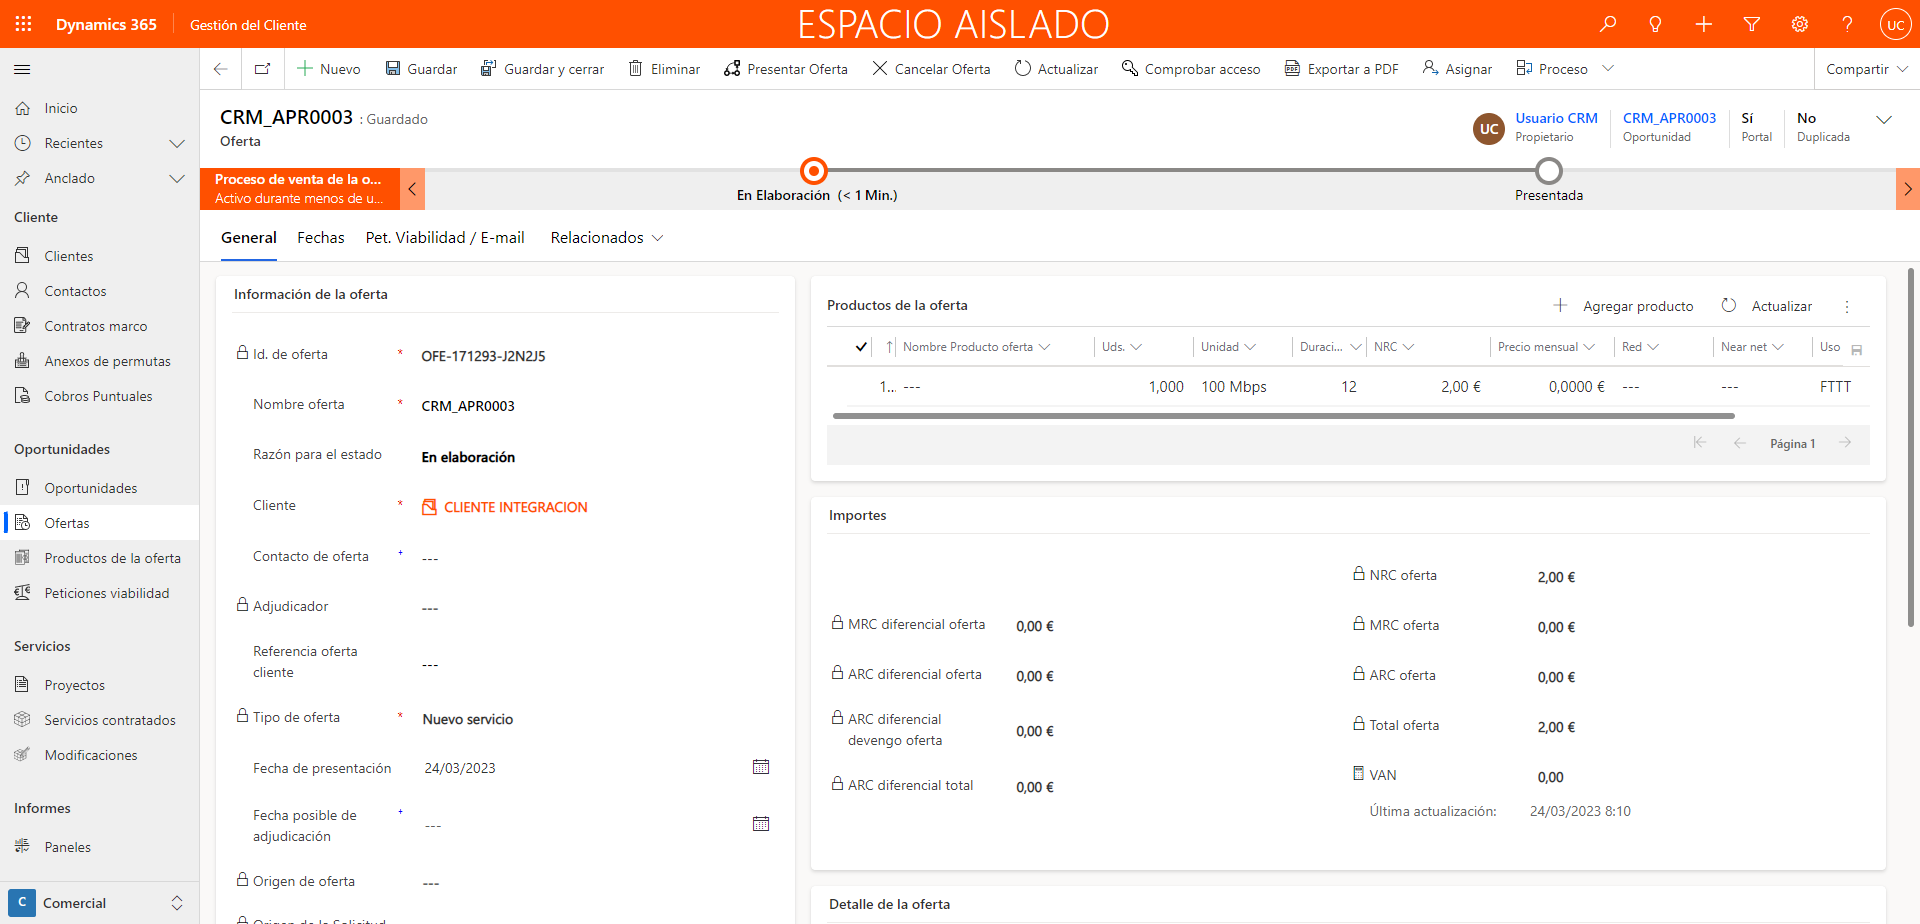 Dynamics 365
Gestión del Cliente
ESPACIO AISLADO
UC
Nuevo
Guardar
Guardar y cerrar
Eliminar
Presentar Oferta
Cancelar Oferta
Actualizar
Comprobar acceso
Exportar a PDF
Asignar
Proceso
Compartir
Inicio
Recientes
Anclado
Cliente
Clientes
Contactos
Contratos marco
Anexos de permutas
Cobros Puntuales
Oportunidades
Oportunidades
Ofertas
Productos de la oferta
Peticiones viabilidad
Servicios
Proyectos
Servicios contratados
Modificaciones
Informes
Paneles
C Comercial
CRM_APR0003 : Guardado
Oferta
UC
Usuario CRM
Propietario
CRM_APR0003
Oportunidad
Sí
Portal
No
Duplicada
Proceso de venta de la o...
Activo durante menos de u...
En Elaboración (< 1 Min.)
Presentada
General
Fechas
Pet. Viabilidad / E-mail
Relacionados
Información de la oferta
Id. de oferta * OFE-171293-J2N2J5
Nombre oferta * CRM_APR0003
Razón para el estado En elaboración
Cliente * CLIENTE INTEGRACION
Contacto de oferta + ---
Adjudicador ---
Referencia oferta
cliente ---
Tipo de oferta * Nuevo servicio
Fecha de presentación 24/03/2023
Fecha posible de
adjudicación + ---
Origen de oferta ---
Origen de la Solicitud
Productos de la oferta
Agregar producto
Actualizar
Nombre Producto oferta Uds. Unidad Duraci... NRC Precio mensual Red Near net Uso
1... --- 1,000 100 Mbps 12 2,00 € 0,0000 € --- --- FTTT
Página 1
Importes
NRC oferta 2,00 €
MRC diferencial oferta 0,00 €
MRC oferta 0,00 €
ARC diferencial oferta 0,00 €
ARC oferta 0,00 €
ARC diferencial
devengo oferta 0,00 €
Total oferta 2,00 €
ARC diferencial total 0,00 €
VAN 0,00
Última actualización: 24/03/2023 8:10
Detalle de la oferta